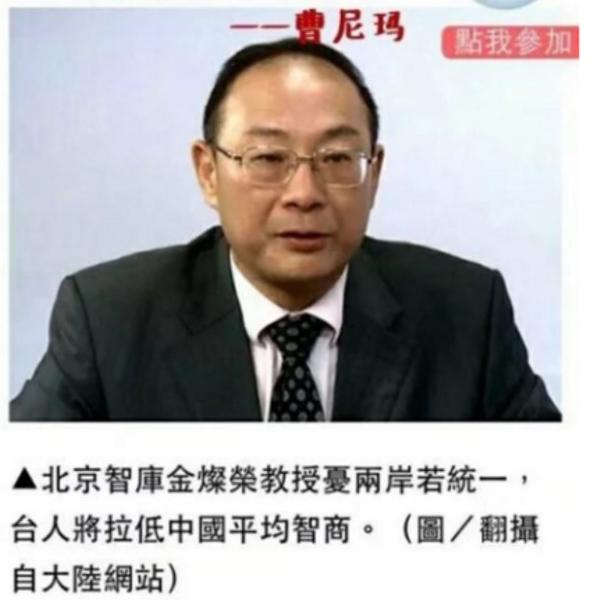 ——曹尼玛
點我參加
▲北京智庫金燦榮教授憂兩岸若統一，
台人將拉低中國平均智商。（圖／翻攝
自大陸網站）